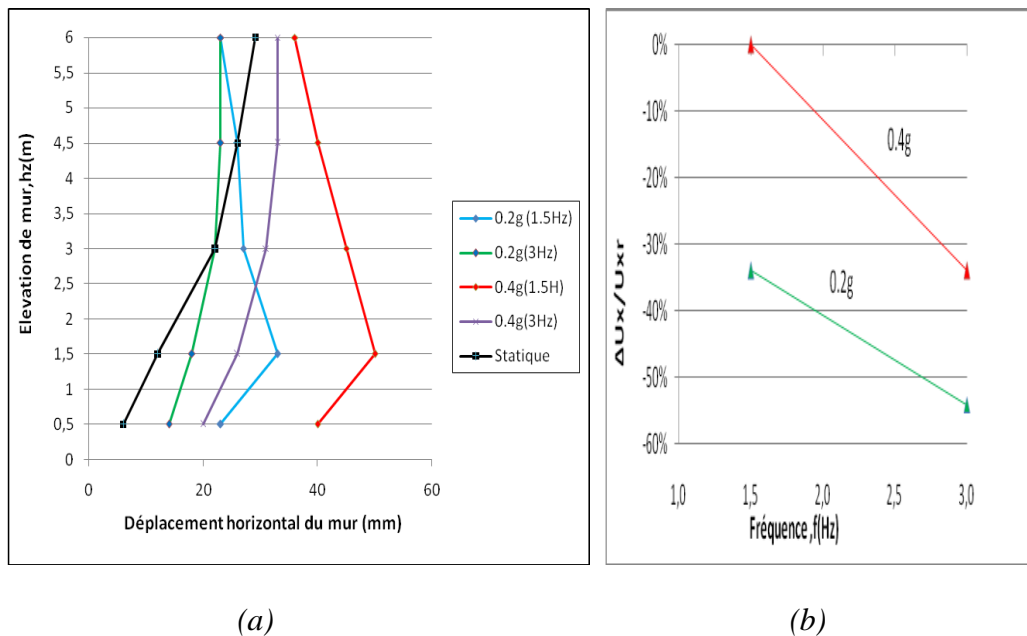 6
5,5
5
4,5
4
3,5
3
2,5
2
1,5
1
0,5
0
Elevation de mur,hz(m)
0 20 40 60
Déplacement horizontal du mur (mm)
0.2g (1.5Hz)
0.2g(3Hz)
0.4g(1.5H)
0.4g(3Hz)
Statique
(a)
0%
-10%
-20%
-30%
-40%
-50%
-60%
ΔUx/Uxr
0.4g
0.2g
1,0 1,5 2,0 2,5 3,0
Fréquence ,f(Hz)
(b)